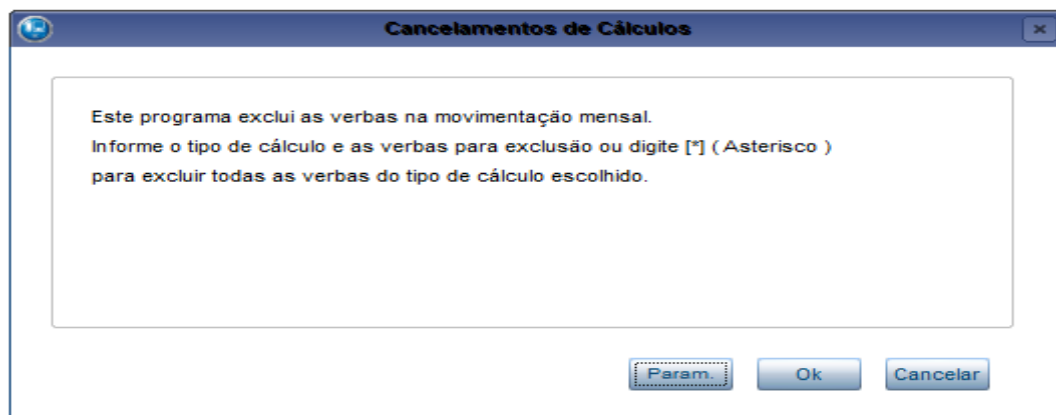 Cancelamentos de Cálculos
Este programa exclui as verbas na movimentação mensal.
Informe o tipo de cálculo e as verbas para exclusão ou digite [*] ( Asterisco )
para excluir todas as verbas do tipo de cálculo escolhido.
Param. Ok Cancelar